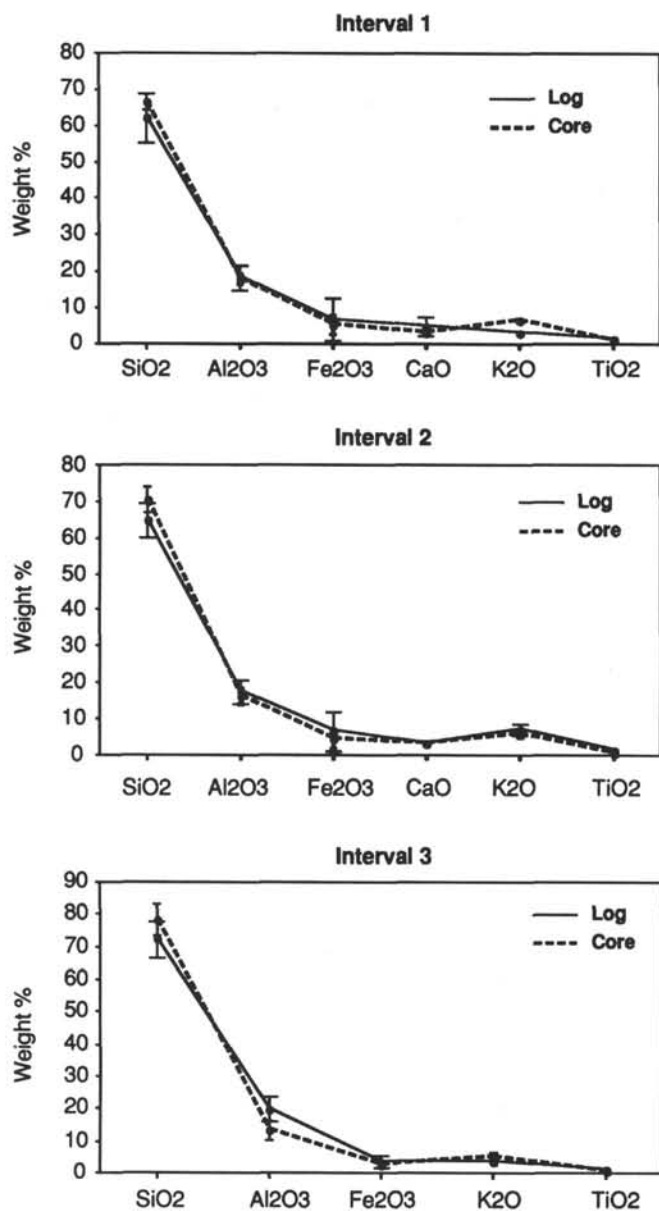 Interval 1
80
70
60
50
40
30
20
10
0
Weight %
Log
Core
SiO2 Al2O3 Fe2O3 CaO K2O TiO2
Interval 2
80
70
60
50
40
30
20
10
0
Weight %
Log
Core
SiO2 Al2O3 Fe2O3 CaO K2O TiO2
Interval 3
90
80
70
60
50
40
30
20
10
0
Weight %
Log
Core
SiO2 Al2O3 Fe2O3 K2O TiO2